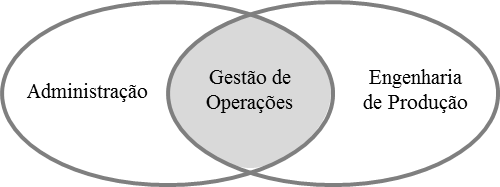 Administração
Gestão de
Operações
Engenharia
de Produção